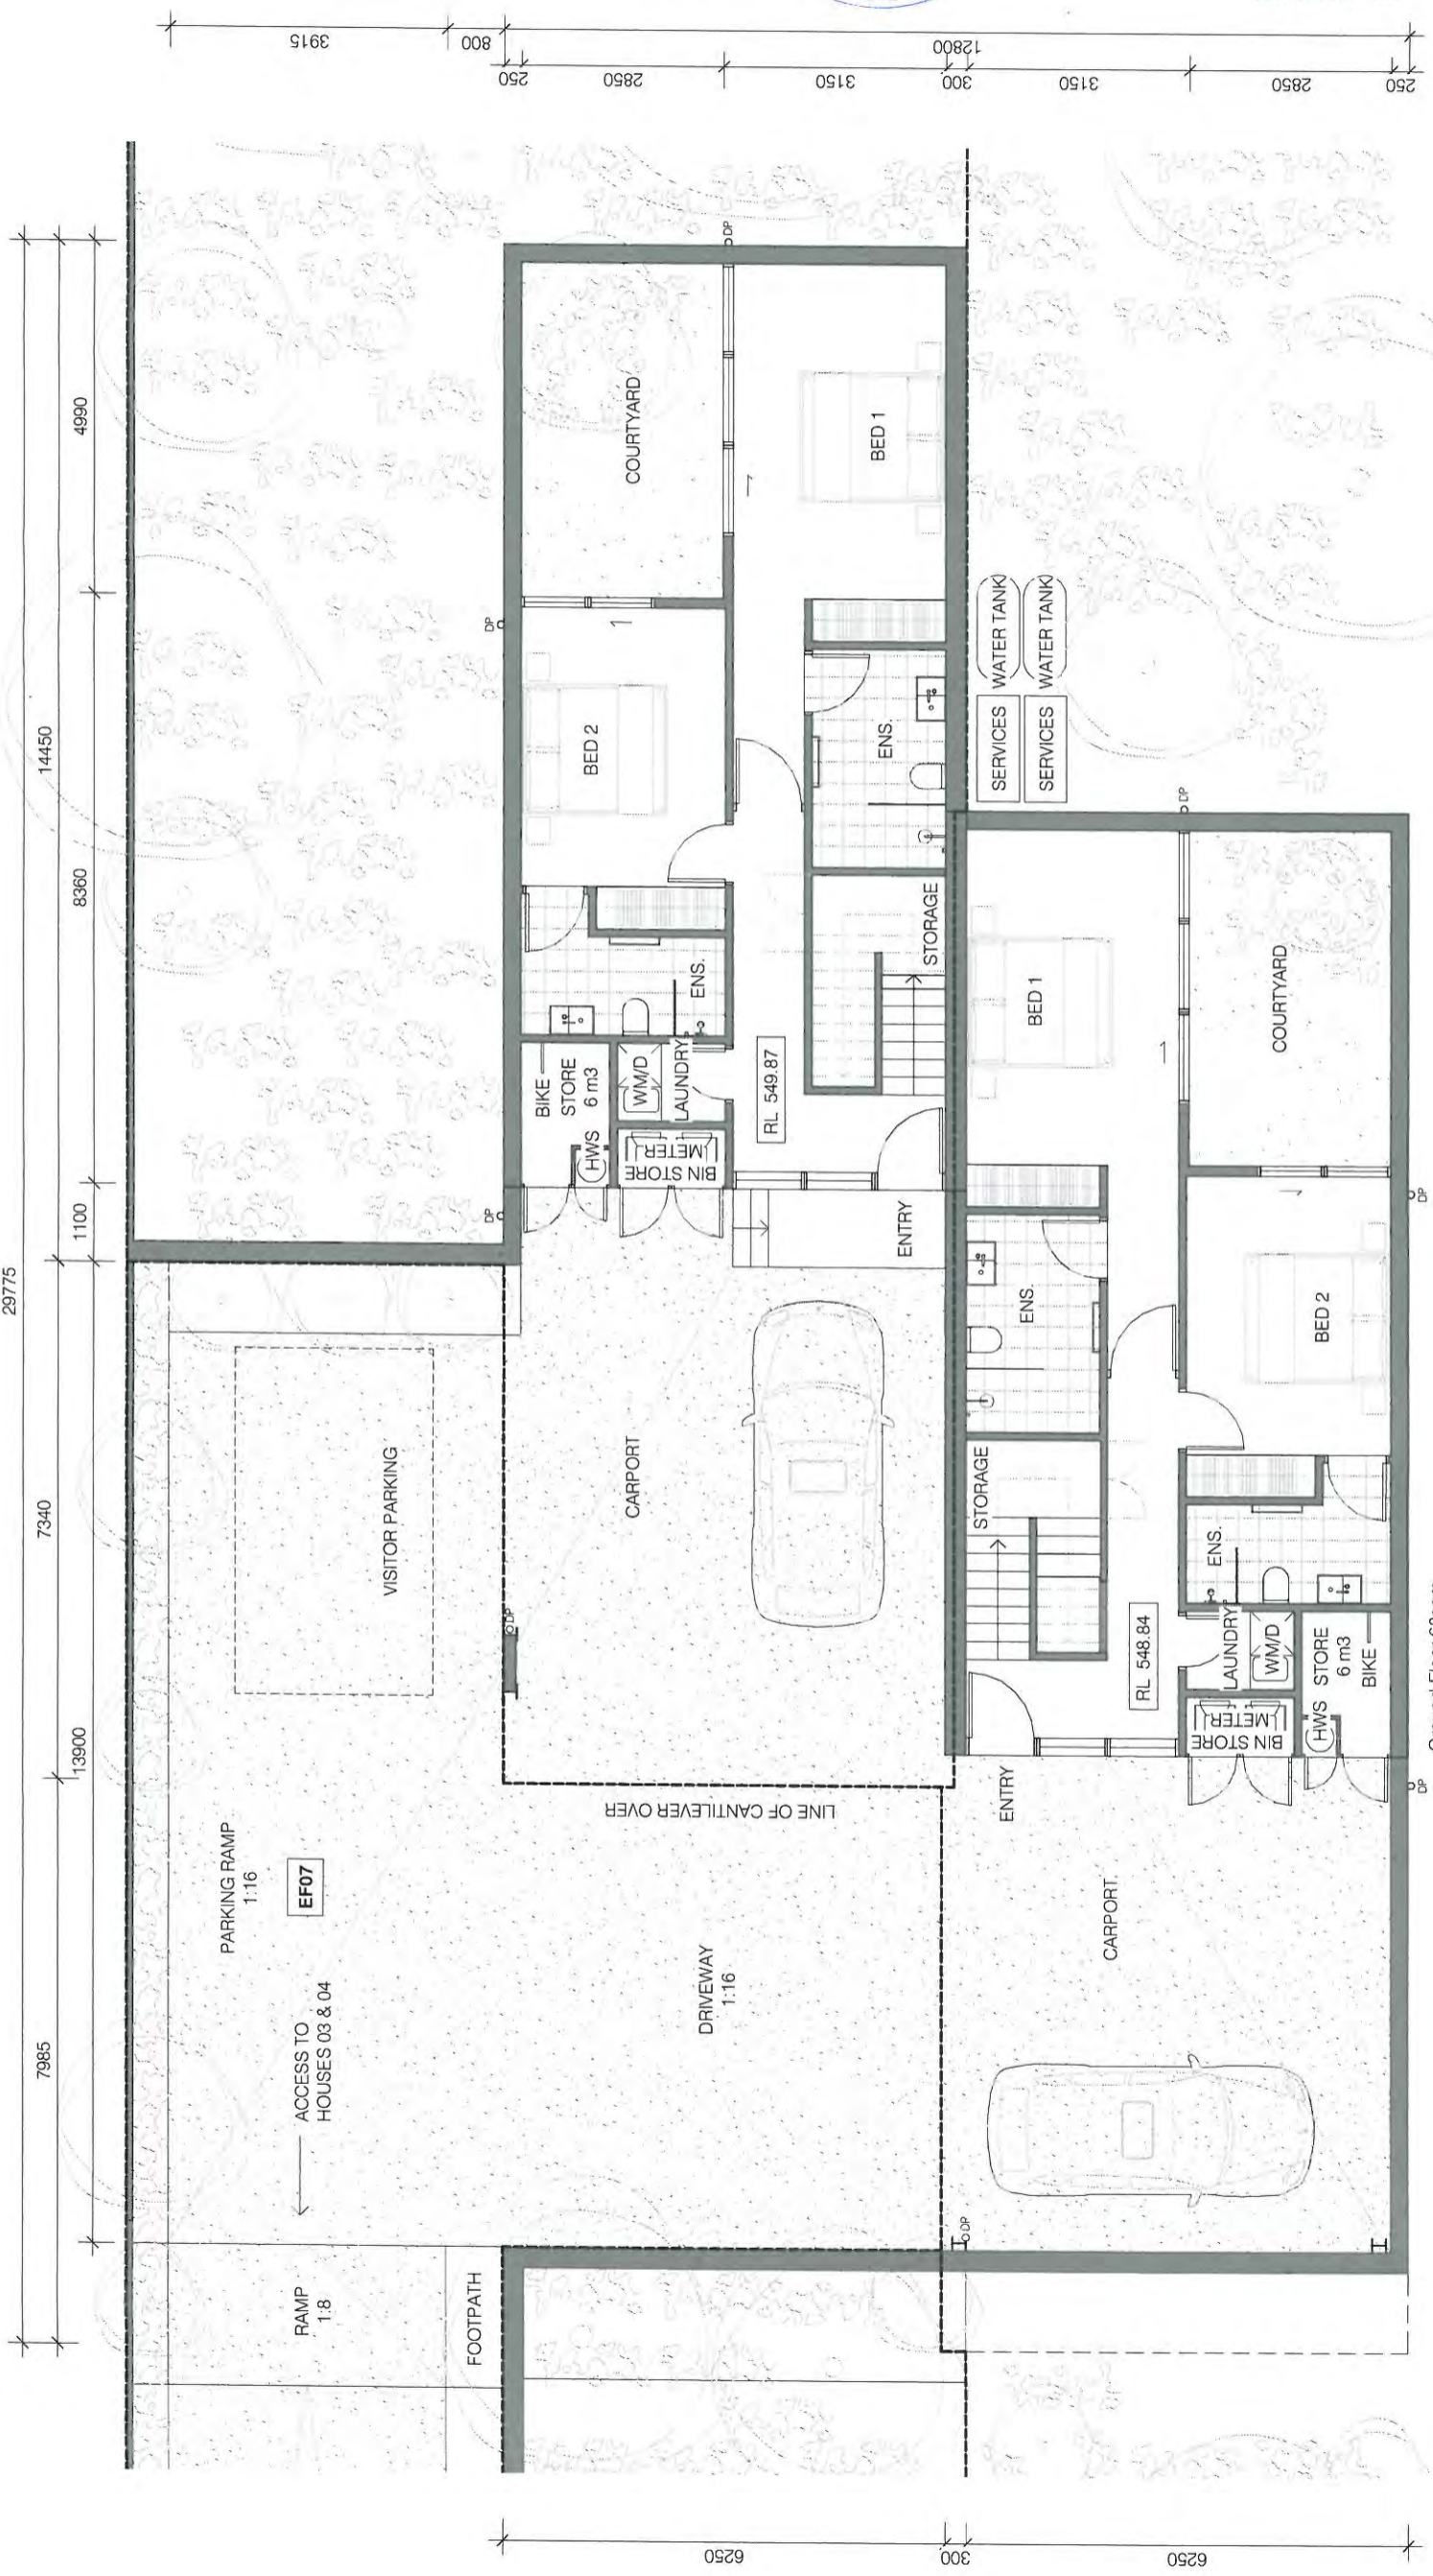 29775
14450
7340
7985
4990
8360
1100
13900
3915
800
12800
250
2850
3150
300
3150
2850
250
6250
300
6250
DP
COURTYARD
BED 1
DP
BED 2
ENS.
SERVICES
WATER TANK
SERVICES
WATER TANK
STORAGE
ENS.
BIKE
STORE
6 m3
HWS
WM/D
LAUNDRY
BIN STORE
METER
RL 549.87
DP
ENTRY
VISITOR PARKING
CARPORT
DP
LINE OF CANTILEVER OVER
PARKING RAMP
1:16
EF07
ACCESS TO
HOUSES 03 & 04
DRIVEWAY
1:16
RAMP
1:8
FOOTPATH
DP
BED 1
COURTYARD
DP
ENS.
BED 2
STORAGE
ENS.
RL 548.84
LAUNDRY
WM/D
STORE
6 m3
BIKE
HWS
BIN STORE
METER
DP
ENTRY
CARPORT
DP